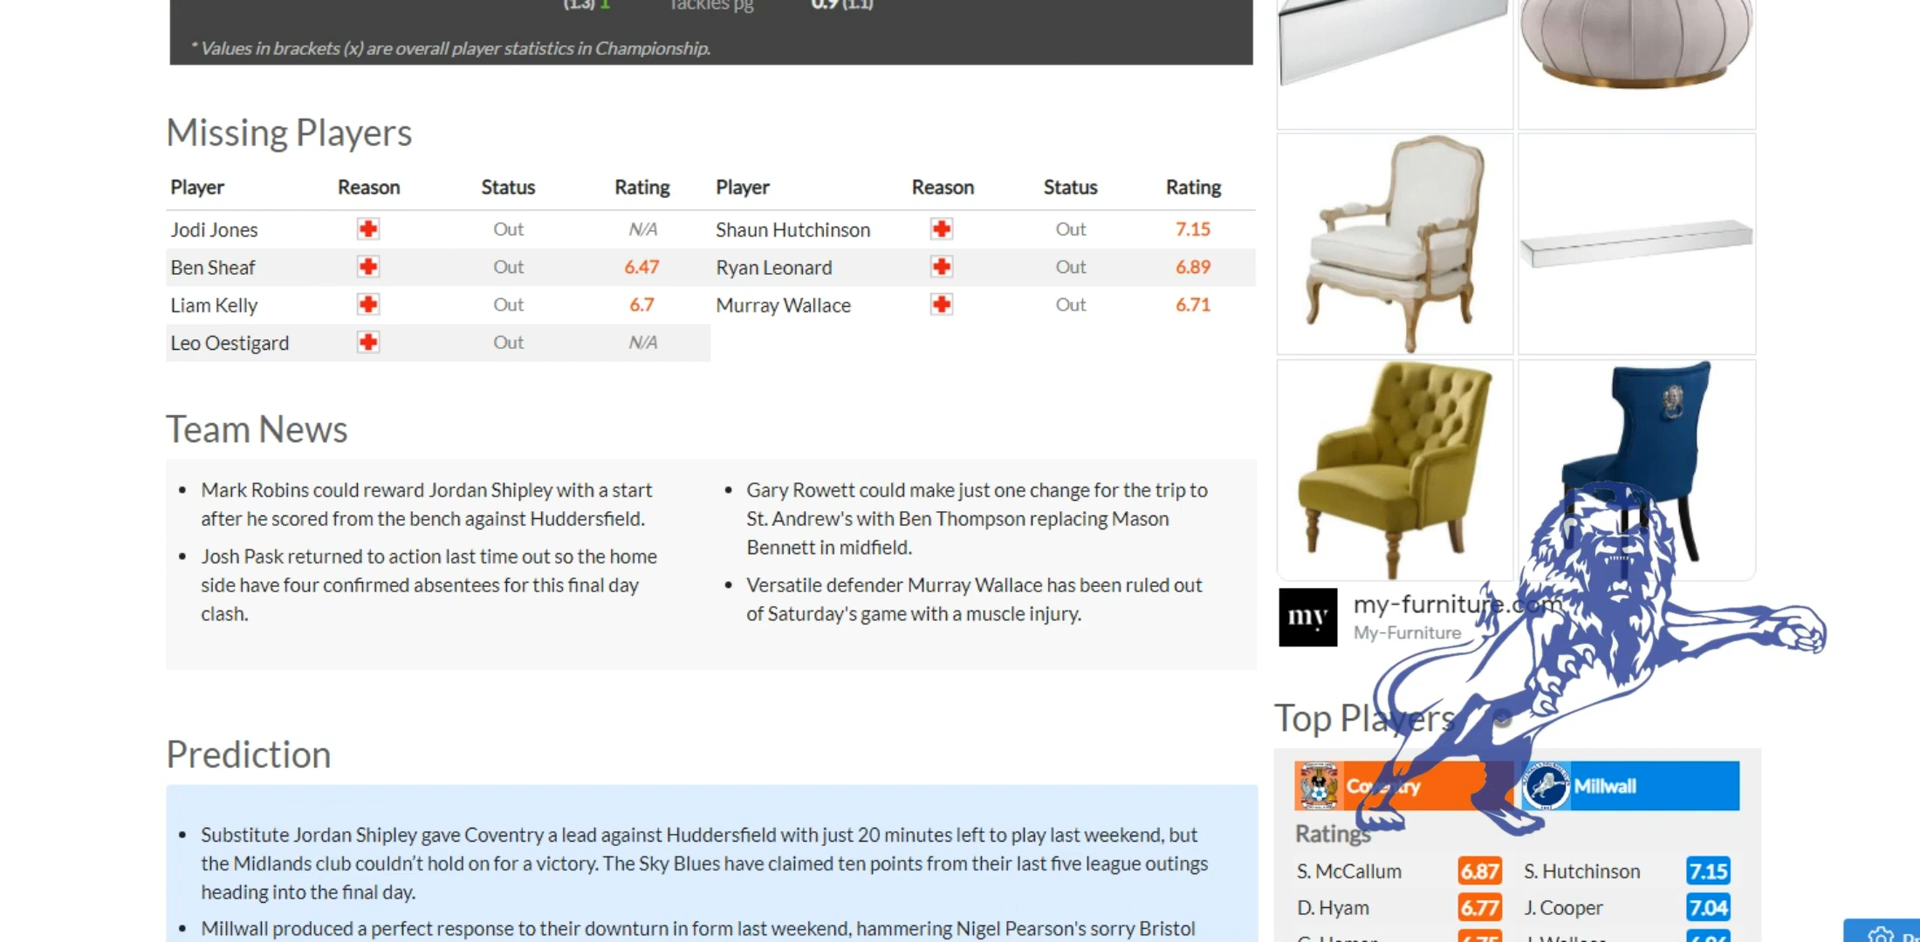 (1.3) 1 Tackles pg 0.9 (1.1)
* Values in brackets (x) are overall player statistics in Championship.
Missing Players
Player Reason Status Rating Player Reason Status Rating
Jodi Jones Out N/A Shaun Hutchinson Out 7.15
Ben Sheaf Out 6.47 Ryan Leonard Out 6.89
Liam Kelly Out 6.7 Murray Wallace Out 6.71
Leo Oestigard Out N/A
Team News
• Mark Robins could reward Jordan Shipley with a start
after he scored from the bench against Huddersfield.
• Josh Pask returned to action last time out so the home
side have four confirmed absentees for this final day
clash.
• Gary Rowett could make just one change for the trip to
St. Andrew's with Ben Thompson replacing Mason
Bennett in midfield.
• Versatile defender Murray Wallace has been ruled out
of Saturday's game with a muscle injury.
Prediction
• Substitute Jordan Shipley gave Coventry a lead against Huddersfield with just 20 minutes left to play last weekend, but
the Midlands club couldn’t hold on for a victory. The Sky Blues have claimed ten points from their last five league outings
heading into the final day.
• Millwall produced a perfect response to their downturn in form last weekend, hammering Nigel Pearson's sorry Bristol
my
my-furniture.com
My-Furniture
Top Players
Coventry Millwall
Ratings
S. McCallum 6.87 S. Hutchinson 7.15
D. Hyam 6.77 J. Cooper 7.04